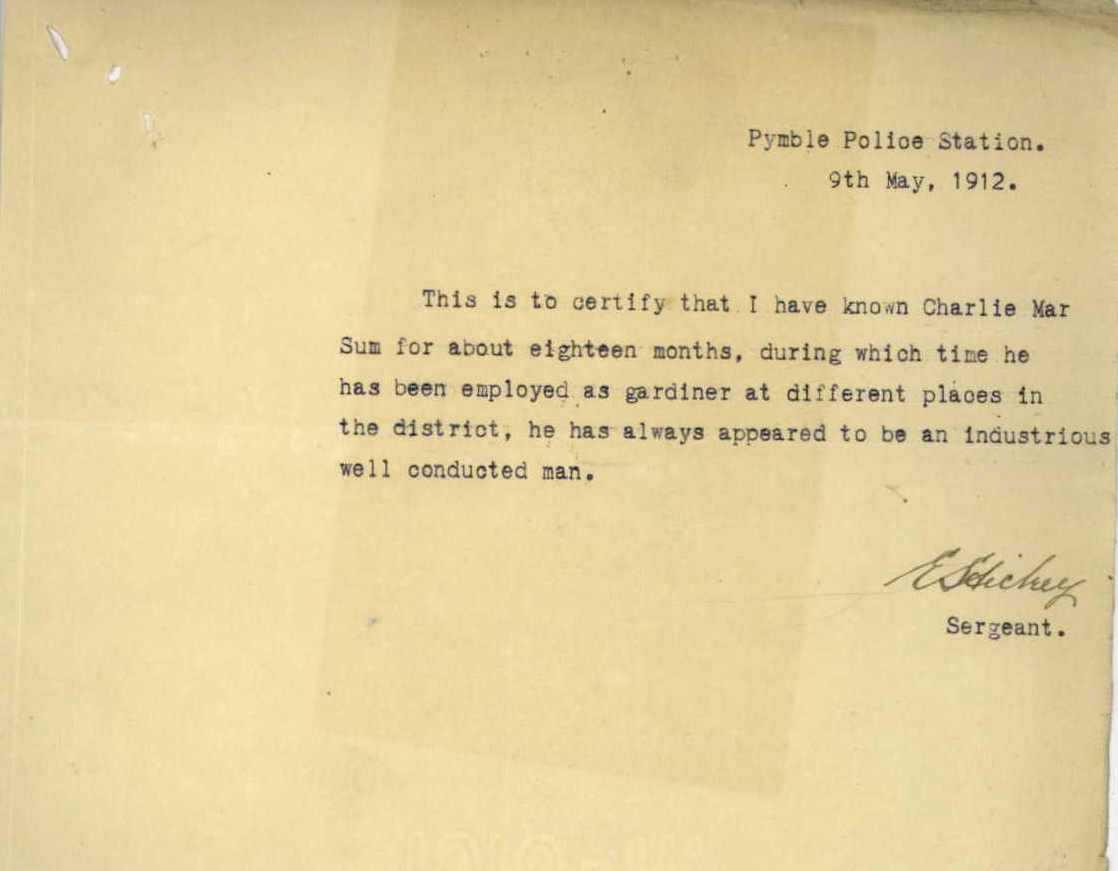 Pymble Police Station.
9th May, 1912.
This is to certify that I have known Charlie Mar
Sum for about eighteen months, during which time he
has been employed as gardiner at different places in
the district, he has always appeared to be an industrious
well conducted man.
Hickey
Sergeant.